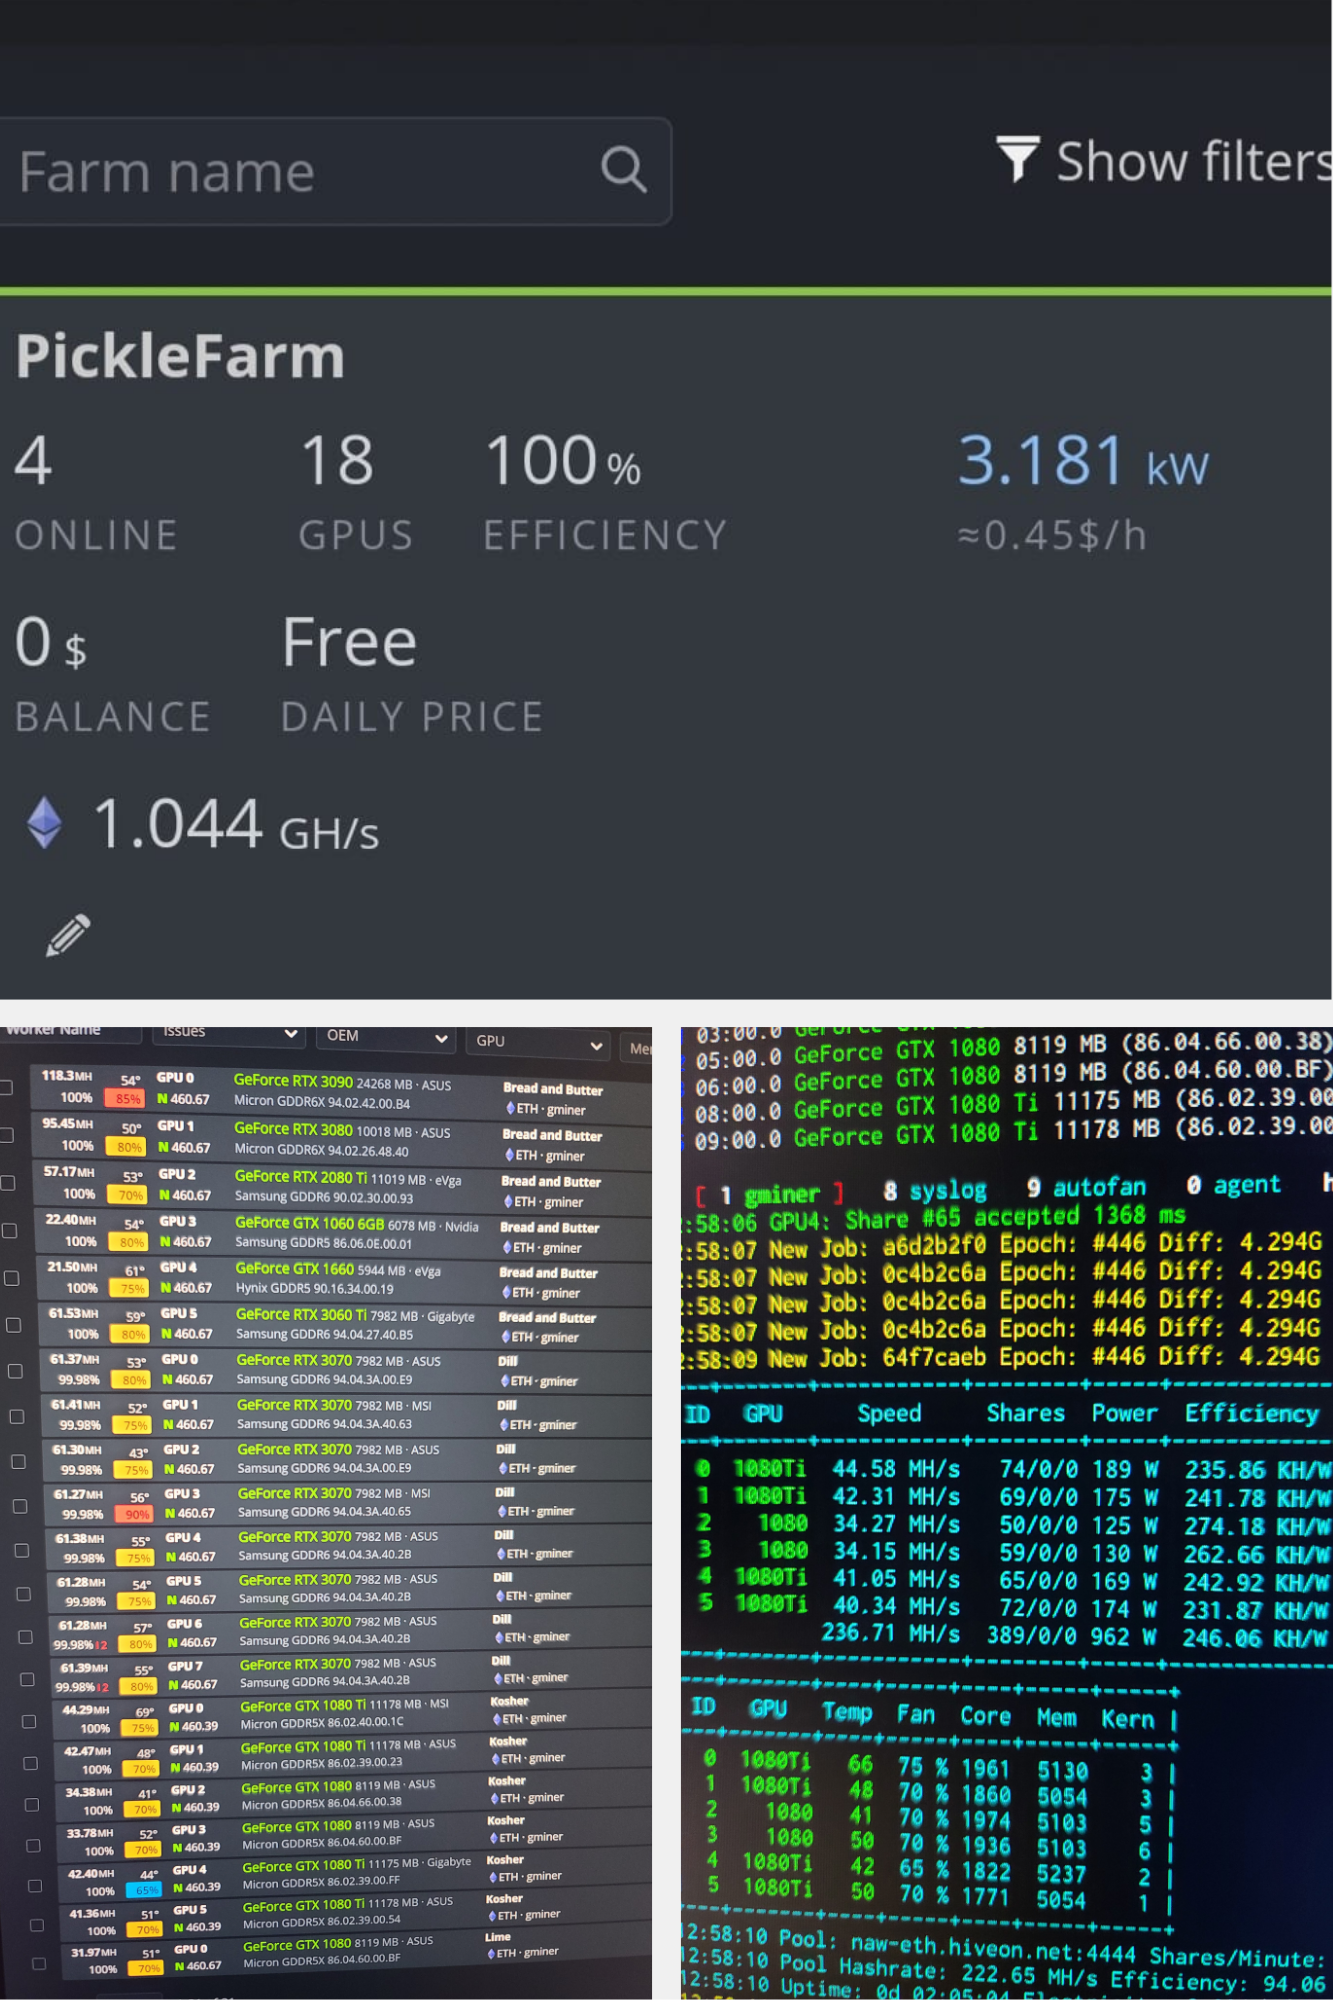 Farm name
Show filters
PickleFarm
4 18 100 % 3.181 kW
ONLINE GPUS EFFICIENCY ≈0.45$/h
0 $ Free
BALANCE DAILY PRICE
1.044 GH/s
Worker Name Issues OEM GPU
118.3MH 54° GPU 0 GeForce RTX 3090 24268 MB · ASUS Bread and Butter
100% 85% N 460.67 Micron GDDR6X 94.02.42.00.B4 ETH · gminer
95.45MH 50° GPU 1 GeForce RTX 3080 10018 MB · ASUS Bread and Butter
100% 80% N 460.67 Micron GDDR6X 94.02.26.48.40 ETH · gminer
57.17MH 53° GPU 2 GeForce RTX 2080 Ti 11019 MB · eVga Bread and Butter
100% 70% N 460.67 Samsung GDDR6 90.02.30.00.93 ETH · gminer
22.40MH 54° GPU 3 GeForce GTX 1060 6GB 6078 MB · Nvidia Bread and Butter
100% 80% N 460.67 Samsung GDDR5 86.06.0E.00.01 ETH · gminer
21.50MH 61° GPU 4 GeForce GTX 1660 5944 MB · eVga Bread and Butter
100% 75% N 460.67 Hynix GDDR5 90.16.34.00.19 ETH · gminer
61.53MH 59° GPU 5 GeForce RTX 3060 Ti 7982 MB · Gigabyte Bread and Butter
100% 80% N 460.67 Samsung GDDR6 94.04.27.40.B5 ETH · gminer
61.37MH 53° GPU 0 GeForce RTX 3070 7982 MB · ASUS Dill
99.98% 80% N 460.67 Samsung GDDR6 94.04.3A.00.E9 ETH · gminer
61.41MH 52° GPU 1 GeForce RTX 3070 7982 MB · MSI Dill
99.98% 75% N 460.67 Samsung GDDR6 94.04.3A.40.63 ETH · gminer
61.30MH 43° GPU 2 GeForce RTX 3070 7982 MB · ASUS Dill
99.98% 75% N 460.67 Samsung GDDR6 94.04.3A.00.E9 ETH · gminer
61.27MH 56° GPU 3 GeForce RTX 3070 7982 MB · MSI Dill
99.98% 90% N 460.67 Samsung GDDR6 94.04.3A.40.65 ETH · gminer
61.38MH 55° GPU 4 GeForce RTX 3070 7982 MB · ASUS Dill
99.98% 75% N 460.67 Samsung GDDR6 94.04.3A.40.2B ETH · gminer
61.28MH 54° GPU 5 GeForce RTX 3070 7982 MB · ASUS Dill
99.98% 75% N 460.67 Samsung GDDR6 94.04.3A.40.2B ETH · gminer
61.28MH 57° GPU 6 GeForce RTX 3070 7982 MB · ASUS Dill
99.98% 12 80% N 460.67 Samsung GDDR6 94.04.3A.40.2B ETH · gminer
61.39MH 55° GPU 7 GeForce RTX 3070 7982 MB · ASUS Dill
99.98% 12 80% N 460.67 Samsung GDDR6 94.04.3A.40.2B ETH · gminer
44.29MH 69° GPU 0 GeForce GTX 1080 Ti 11178 MB · MSI Kosher
100% 75% N 460.39 Micron GDDR5X 86.02.40.00.1C ETH · gminer
42.47MH 48° GPU 1 GeForce GTX 1080 Ti 11178 MB · ASUS Kosher
100% 70% N 460.39 Micron GDDR5X 86.02.39.00.23 ETH · gminer
34.38MH 41° GPU 2 GeForce GTX 1080 8119 MB · ASUS Kosher
100% 70% N 460.39 Micron GDDR5X 86.04.66.00.38 ETH · gminer
33.78MH 52° GPU 3 GeForce GTX 1080 8119 MB · ASUS Kosher
100% 70% N 460.39 Micron GDDR5X 86.04.60.00.BF ETH · gminer
42.40MH 44° GPU 4 GeForce GTX 1080 Ti 11175 MB · Gigabyte Kosher
100% 65% N 460.39 Micron GDDR5X 86.02.39.00.FF ETH · gminer
41.36MH 51° GPU 5 GeForce GTX 1080 Ti 11178 MB · ASUS Kosher
100% 70% N 460.39 Micron GDDR5X 86.02.39.00.54 ETH · gminer
31.97MH 51° GPU 0 GeForce GTX 1080 8119 MB · ASUS Lime
100% 70% N 460.67 Micron GDDR5X 86.04.60.00.BF ETH · gminer
03:00.0 GeForce GTX
05:00.0 GeForce GTX 1080 8119 MB (86.04.66.00.38)
06:00.0 GeForce GTX 1080 8119 MB (86.04.60.00.BF)
08:00.0 GeForce GTX 1080 Ti 11175 MB (86.02.39.00
09:00.0 GeForce GTX 1080 Ti 11178 MB (86.02.39.00
[ 1 gminer ] 8 syslog 9 autofan 0 agent
:58:06 GPU4: Share #65 accepted 1368 ms
:58:07 New Job: a6d2b2f0 Epoch: #446 Diff: 4.294G
:58:07 New Job: 0c4b2c6a Epoch: #446 Diff: 4.294G
:58:07 New Job: 0c4b2c6a Epoch: #446 Diff: 4.294G
:58:07 New Job: 0c4b2c6a Epoch: #446 Diff: 4.294G
:58:09 New Job: 64f7caeb Epoch: #446 Diff: 4.294G
ID GPU Speed Shares Power Efficiency
0 1080Ti 44.58 MH/s 74/0/0 189 W 235.86 KH/W
1 1080Ti 42.31 MH/s 69/0/0 175 W 241.78 KH/W
2 1080 34.27 MH/s 50/0/0 125 W 274.18 KH/W
3 1080 34.15 MH/s 59/0/0 130 W 262.66 KH/W
4 1080Ti 41.05 MH/s 65/0/0 169 W 242.92 KH/W
5 1080Ti 40.34 MH/s 72/0/0 174 W 231.87 KH/W
236.71 MH/s 389/0/0 962 W 246.06 KH/W
ID GPU Temp Fan Core Mem Kern |
0 1080Ti 66 75 % 1961 5130 3 |
1 1080Ti 48 70 % 1860 5054 3 |
2 1080 41 70 % 1974 5103 5 |
3 1080 50 70 % 1936 5103 6 |
4 1080Ti 42 65 % 1822 5237 2 |
5 1080Ti 50 70 % 1771 5054 1 |
12:58:10 Pool: naw-eth.hiveon.net:4444 Shares/Minute:
12:58:10 Pool Hashrate: 222.65 MH/s Efficiency: 94.06
12:58:10 Uptime: 0d 02:05:04